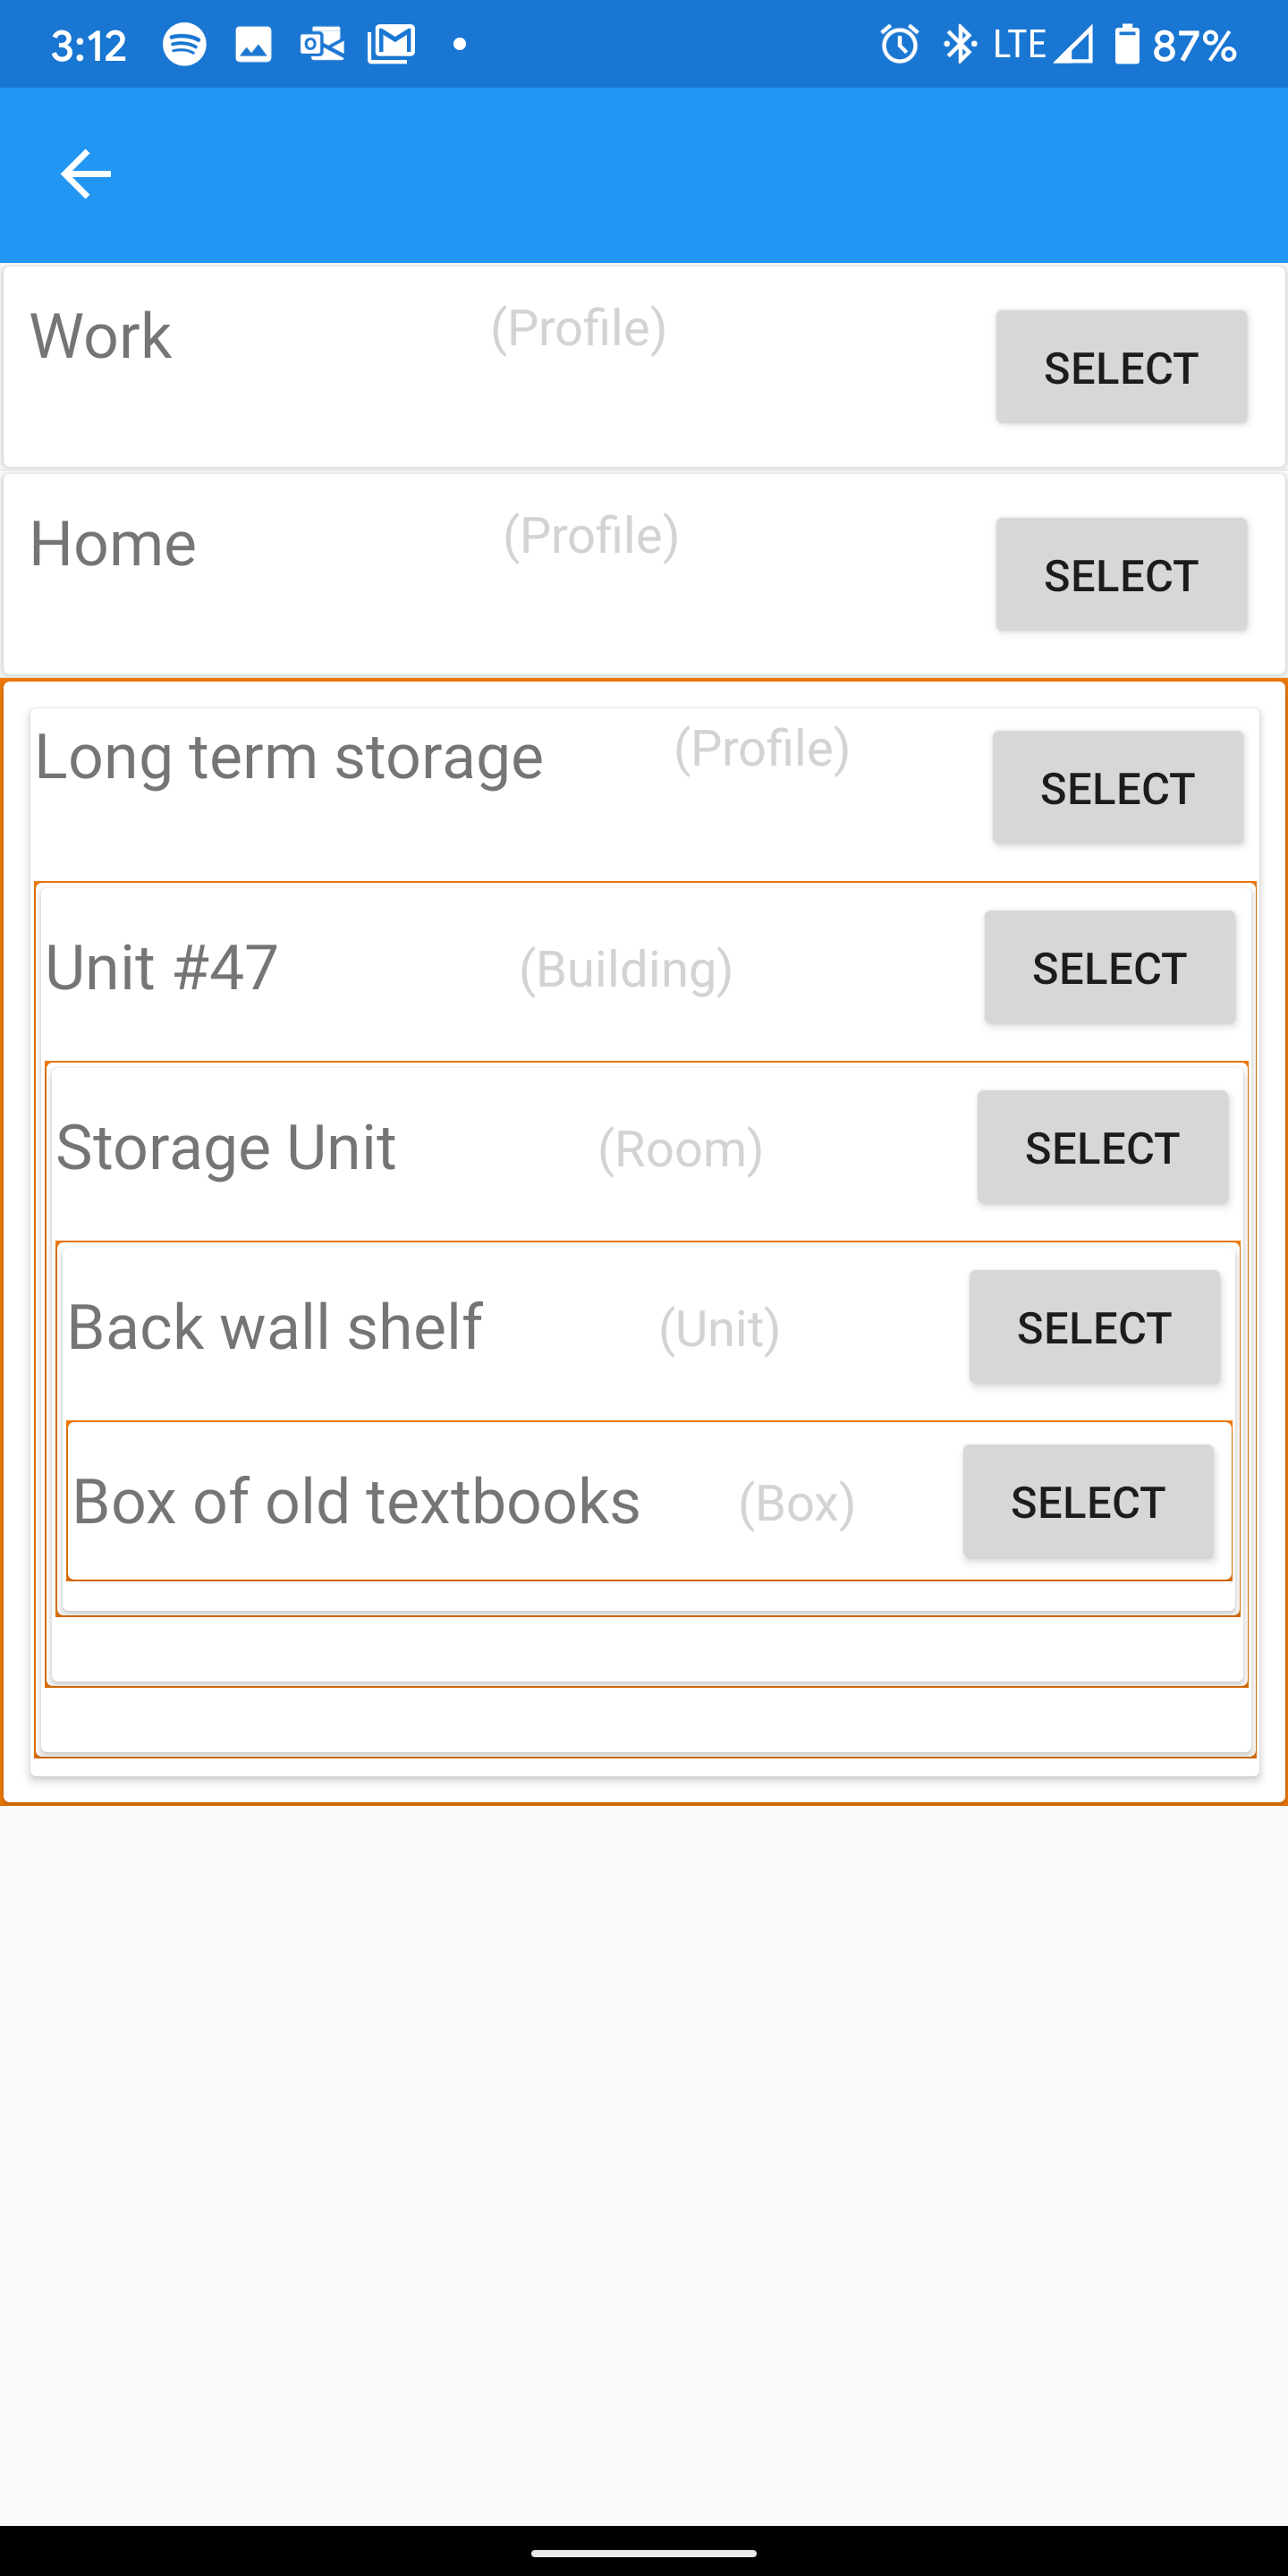 3:12 LTE 87%
Work (Profile) SELECT
Home (Profile) SELECT
Long term storage (Profile) SELECT
Unit #47 (Building) SELECT
Storage Unit (Room) SELECT
Back wall shelf (Unit) SELECT
Box of old textbooks (Box) SELECT